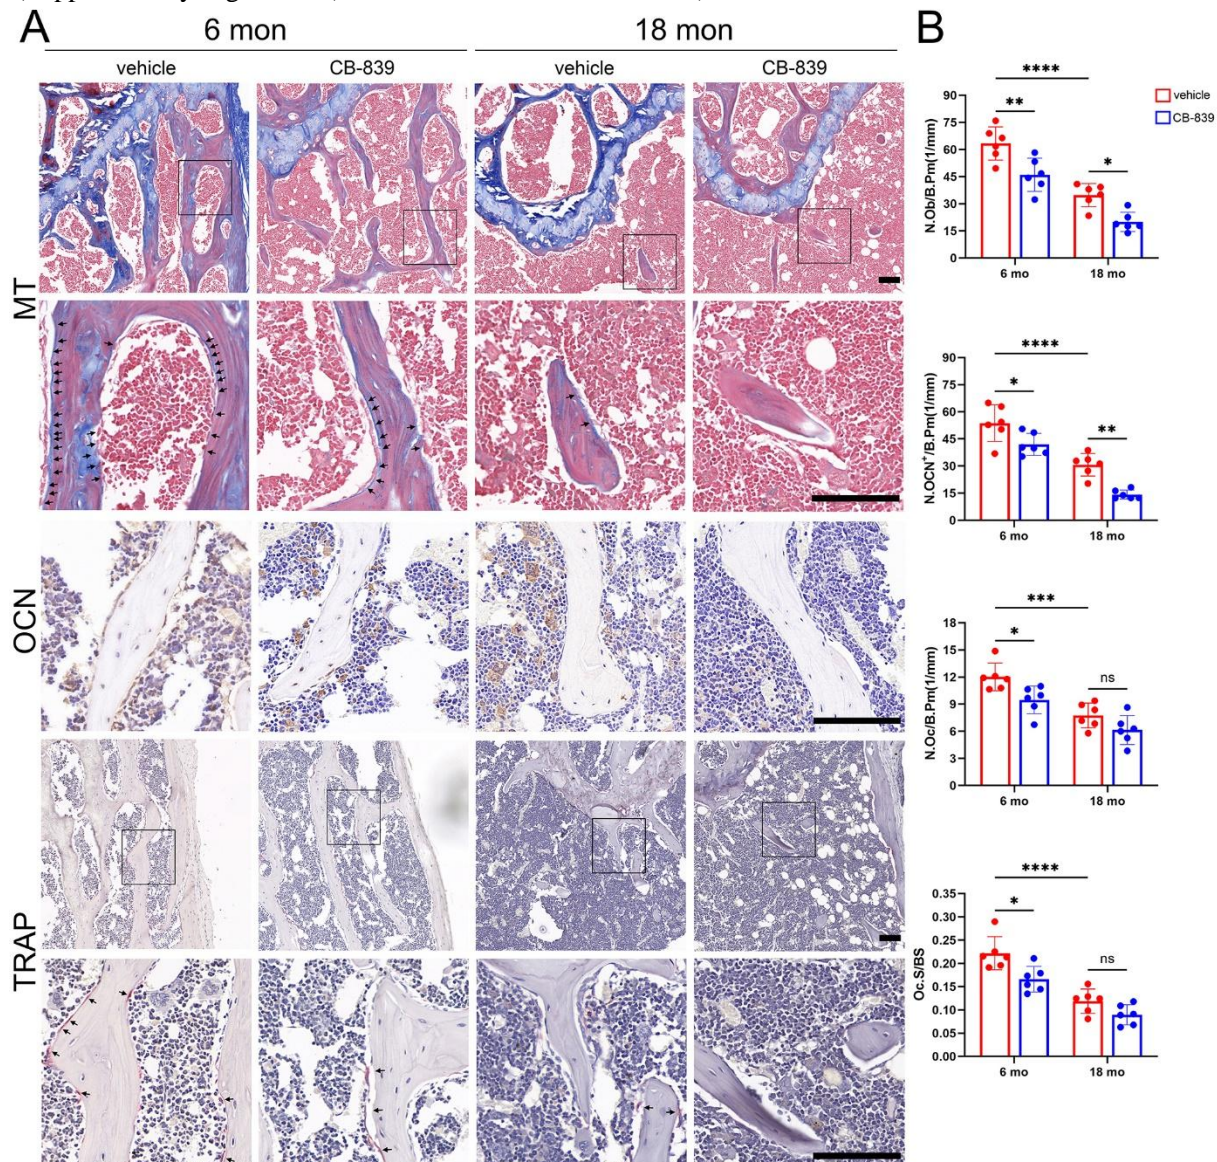 A
6 mon
18 mon
vehicle
CB-839
vehicle
CB-839
MT
OCN
TRAP
B
vehicle
CB-839
N.Ob/B.Pm(1/mm)
90
75
60
45
30
15
0
****
**
*
6 mo
18 mo
N.OCN⁺/B.Pm(1/mm)
90
75
60
45
30
15
0
****
*
**
6 mo
18 mo
N.Oc/B.Pm(1/mm)
18
15
12
9
6
3
0
***
*
ns
6 mo
18 mo
Oc.S/BS
0.35
0.30
0.25
0.20
0.15
0.10
0.05
0.00
****
*
ns
6 mo
18 mo